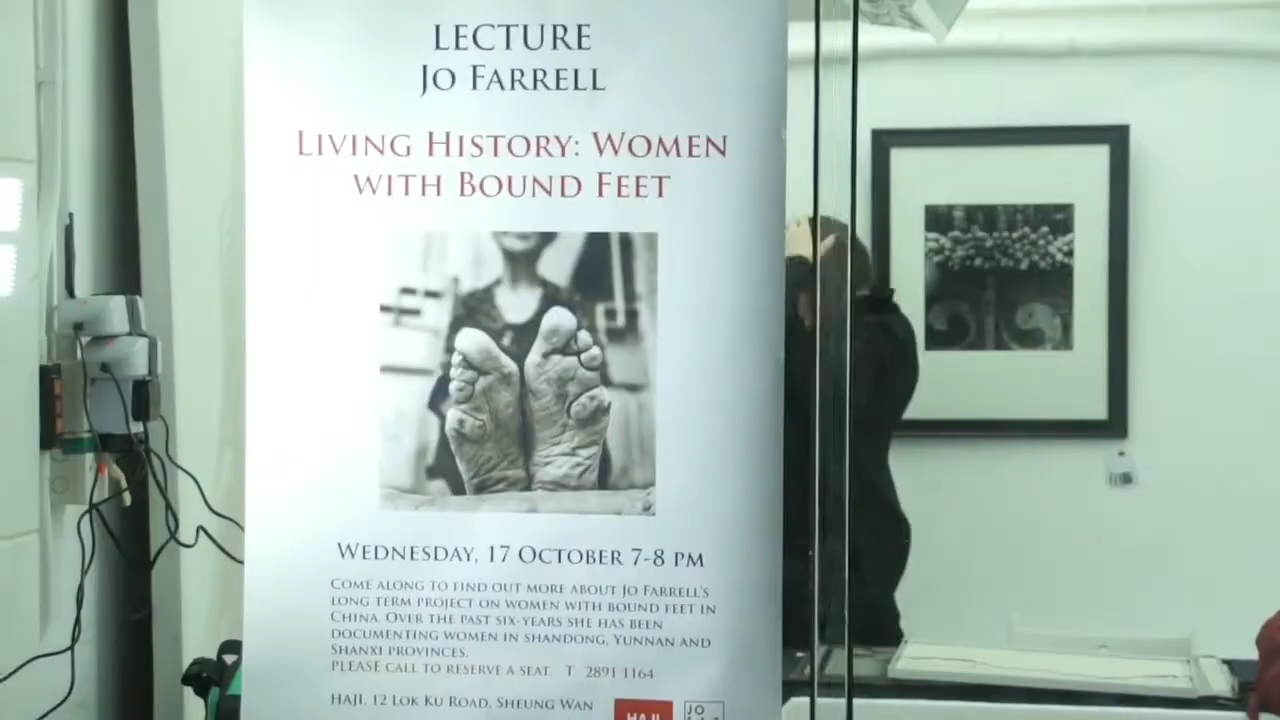 LECTURE
JO FARRELL
LIVING HISTORY: WOMEN
WITH BOUND FEET
WEDNESDAY, 17 OCTOBER 7-8 PM
COME ALONG TO FIND OUT MORE ABOUT JO FARRELL'S
LONG TERM PROJECT ON WOMEN WITH BOUND FEET IN
CHINA. OVER THE PAST SIX-YEARS SHE HAS BEEN
DOCUMENTING WOMEN IN SHANDONG, YUNNAN AND
SHANXI PROVINCES.
PLEASE CALL TO RESERVE A SEAT. T 2891 1164
HAJI, 12 LOK KU ROAD, SHEUNG WAN
HAJI
JO